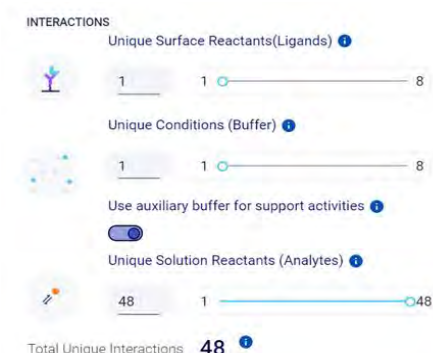 INTERACTIONS
Unique Surface Reactants(Ligands)
1 1 8
Unique Conditions (Buffer)
1 1 8
Use auxiliary buffer for support activities
Unique Solution Reactants (Analytes)
48 1 48
Total Unique Interactions 48